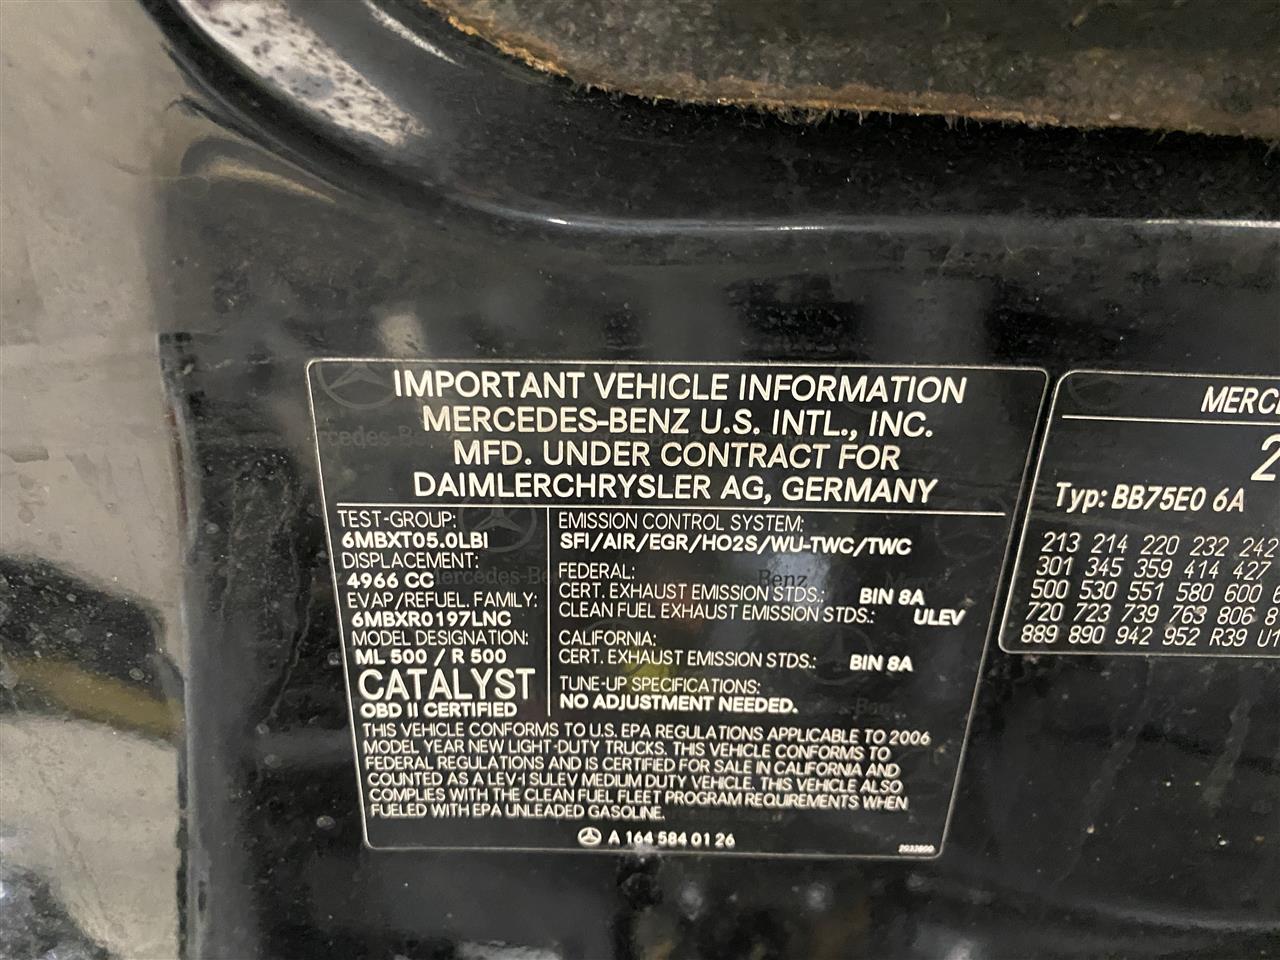 IMPORTANT VEHICLE INFORMATION
MERCEDES-BENZ U.S. INTL., INC.
MFD. UNDER CONTRACT FOR
DAIMLERCHRYSLER AG, GERMANY
TEST-GROUP:
6MBXT05.0LBI
DISPLACEMENT:
4966 CC
EVAP/REFUEL. FAMILY:
6MBXR0197LNC
MODEL DESIGNATION:
ML 500 / R 500
CATALYST
OBD II CERTIFIED
EMISSION CONTROL SYSTEM:
SFI/AIR/EGR/HO2S/WU-TWC/TWC
FEDERAL:
CERT. EXHAUST EMISSION STDS.: BIN 8A
CLEAN FUEL EXHAUST EMISSION STDS.: ULEV
CALIFORNIA:
CERT. EXHAUST EMISSION STDS.: BIN 8A
TUNE-UP SPECIFICATIONS:
NO ADJUSTMENT NEEDED.
THIS VEHICLE CONFORMS TO U.S. EPA REGULATIONS APPLICABLE TO 2006
MODEL YEAR NEW LIGHT-DUTY TRUCKS. THIS VEHICLE CONFORMS TO
FEDERAL REGULATIONS AND IS CERTIFIED FOR SALE IN CALIFORNIA AND
COUNTED AS A LEV-I SULEV MEDIUM DUTY VEHICLE. THIS VEHICLE ALSO
COMPLIES WITH THE CLEAN FUEL FLEET PROGRAM REQUIREMENTS WHEN
FUELED WITH EPA UNLEADED GASOLINE.
A 164 584 01 26
MERC
2
Typ: BB75E0 6A
213 214 220 232 242
301 345 359 414 427
500 530 551 580 600 6
720 723 739 763 806 8
889 890 942 952 R39 U1